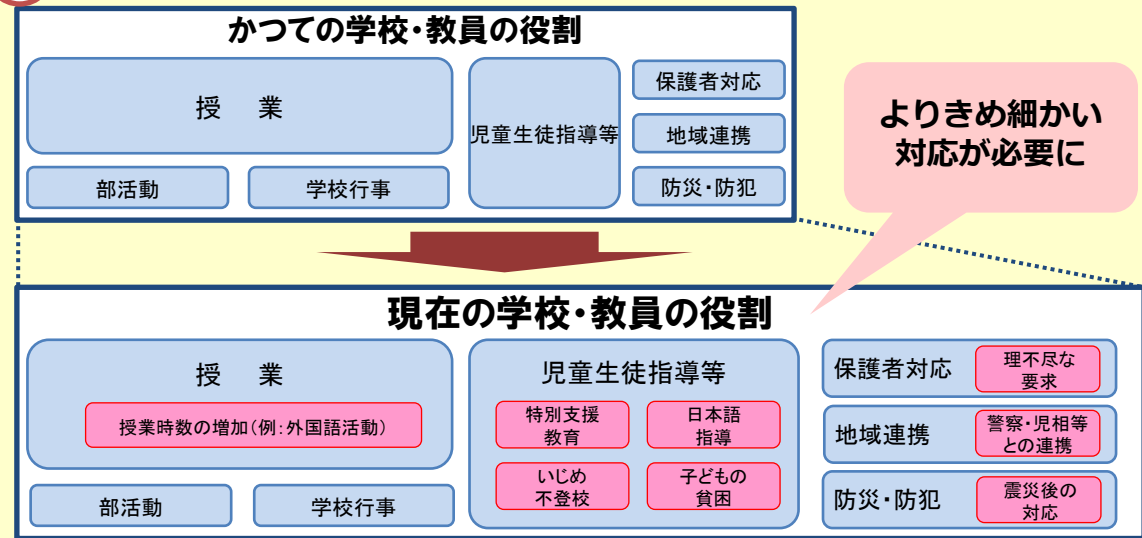 かつての学校・教員の役割
授　業
児童生徒指導等
保護者対応
地域連携
防災・防犯
部活動
学校行事
よりきめ細かい
対応が必要に
現在の学校・教員の役割
授　業
授業時数の増加(例:外国語活動)
部活動
学校行事
児童生徒指導等
特別支援
教育
日本語
指導
いじめ
不登校
子どもの
貧困
保護者対応
理不尽な
要求
地域連携
警察・児相等
との連携
防災・防犯
震災後の
対応